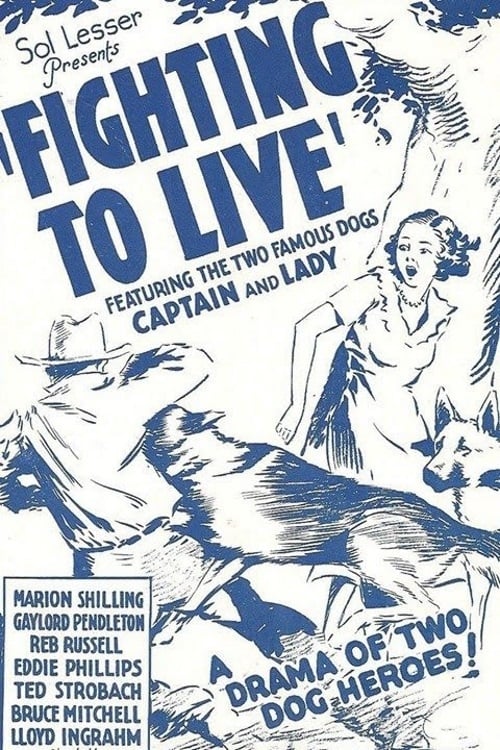 Sol Lesser
Presents
'FIGHTING
TO LIVE'
FEATURING THE TWO FAMOUS DOGS
CAPTAIN AND LADY
MARION SHILLING
GAYLORD PENDLETON
REB RUSSELL
EDDIE PHILLIPS
TED STROBACH
BRUCE MITCHELL
LLOYD INGRAHM
A
DRAMA OF TWO
DOG HEROES!